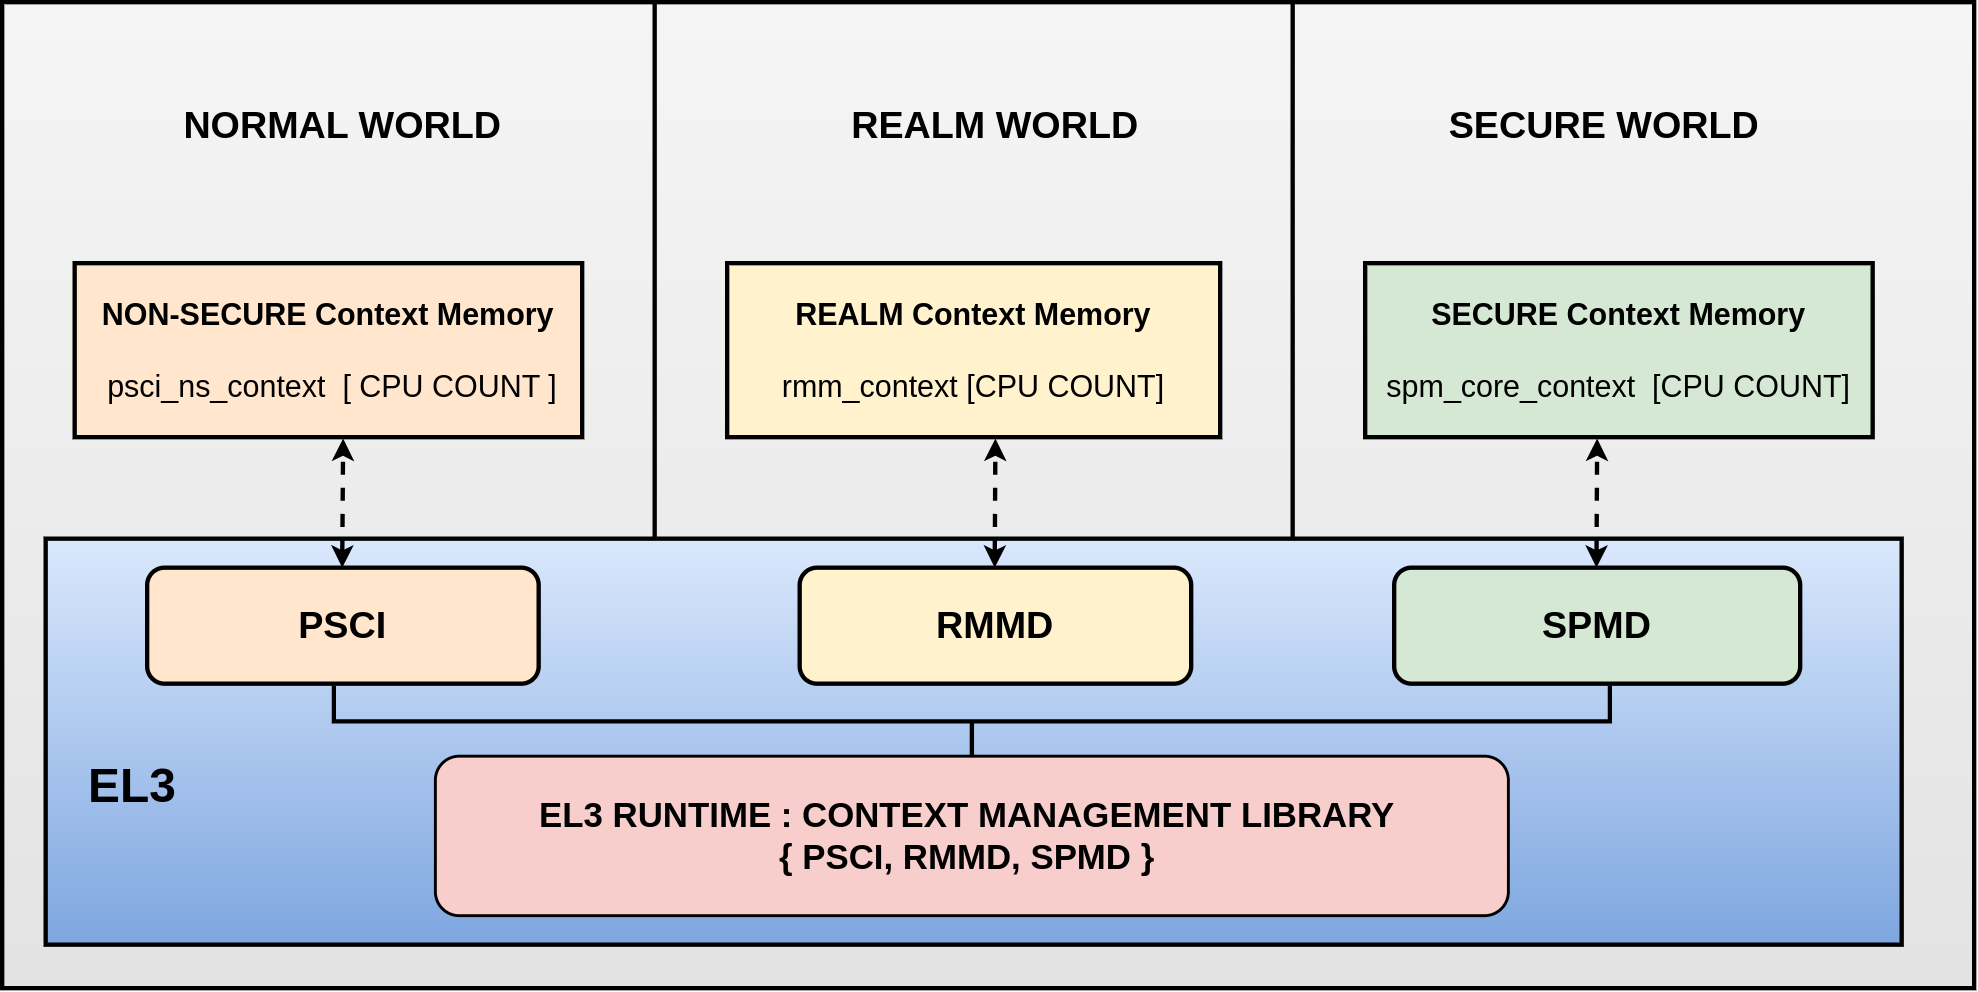 NORMAL WORLD
REALM WORLD
SECURE WORLD
NON-SECURE Context Memory
psci_ns_context  [ CPU COUNT ]
REALM Context Memory
rmm_context [CPU COUNT]
SECURE Context Memory
spm_core_context  [CPU COUNT]
PSCI
RMMD
SPMD
EL3
EL3 RUNTIME : CONTEXT MANAGEMENT LIBRARY
{ PSCI, RMMD, SPMD }